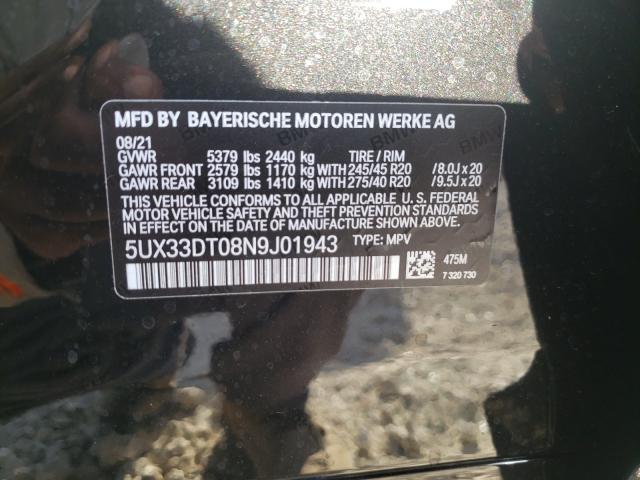 MFD BY BAYERISCHE MOTOREN WERKE AG
08/21
GVWR 5379 lbs 2440 kg TIRE / RIM
GAWR FRONT 2579 lbs 1170 kg WITH 245/45 R20 /8.0J x 20
GAWR REAR 3109 lbs 1410 kg WITH 275/40 R20 /9.5J x 20
THIS VEHICLE CONFORMS TO ALL APPLICABLE U. S. FEDERAL
MOTOR VEHICLE SAFETY AND THEFT PREVENTION STANDARDS
IN EFFECT ON THE DATE OF MANUFACTURE SHOWN ABOVE.
5UX33DT08N9J01943 TYPE: MPV
475M
7 320 730